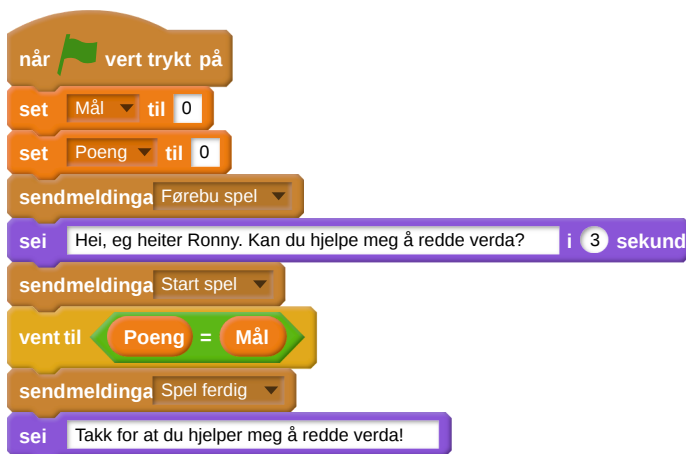 når vert trykt på
set Mål til 0
set Poeng til 0
sendmeldinga Førebu spel
sei Hei, eg heiter Ronny. Kan du hjelpe meg å redde verda? i 3 sekund
sendmeldinga Start spel
vent til Poeng = Mål
sendmeldinga Spel ferdig
sei Takk for at du hjelper meg å redde verda!